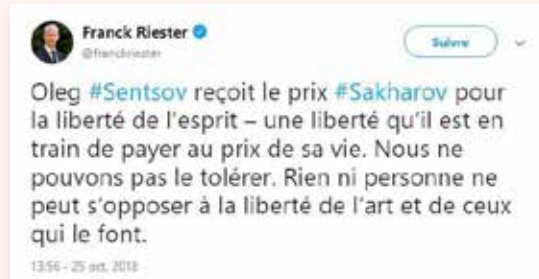 Franck Riester
@franckriester
Suivre
Oleg #Sentsov reçoit le prix #Sakharov pour
la liberté de l'esprit – une liberté qu'il est en
train de payer au prix de sa vie. Nous ne
pouvons pas le tolérer. Rien ni personne ne
peut s'opposer à la liberté de l'art et de ceux
qui le font.
13:56 - 25 oct. 2018